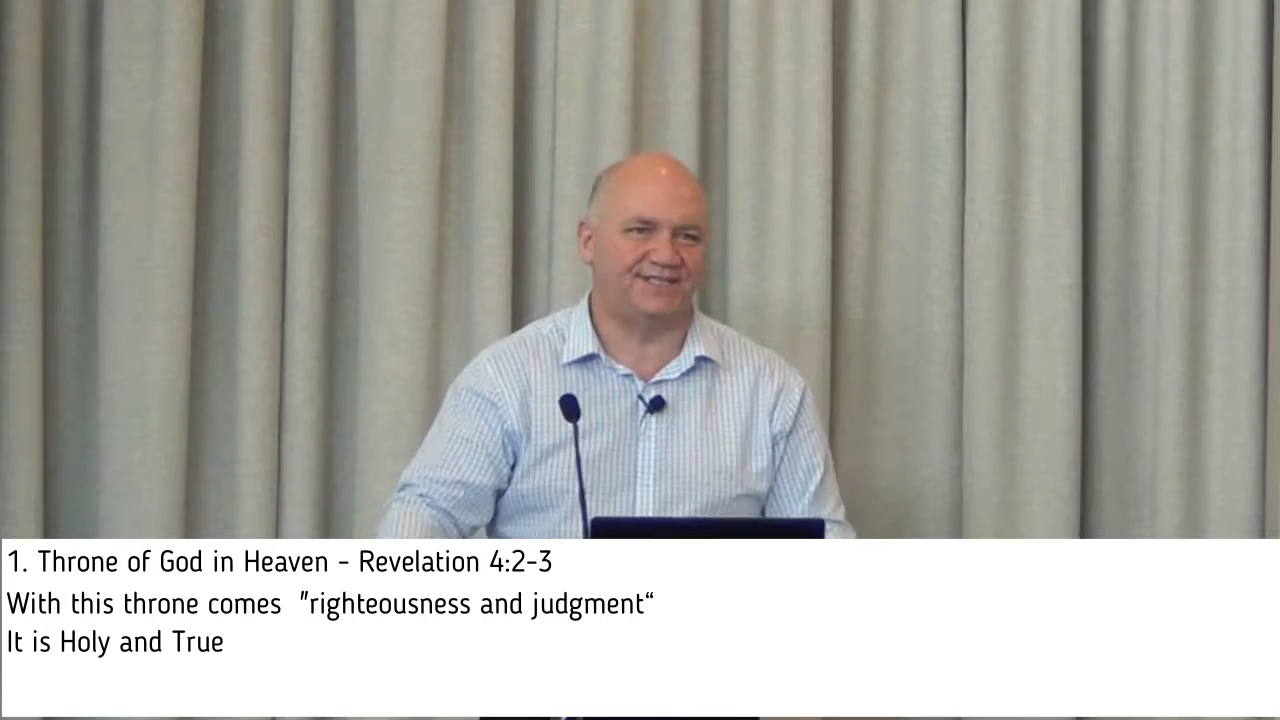 1. Throne of God in Heaven - Revelation 4:2-3
With this throne comes  "righteousness and judgment“
It is Holy and True